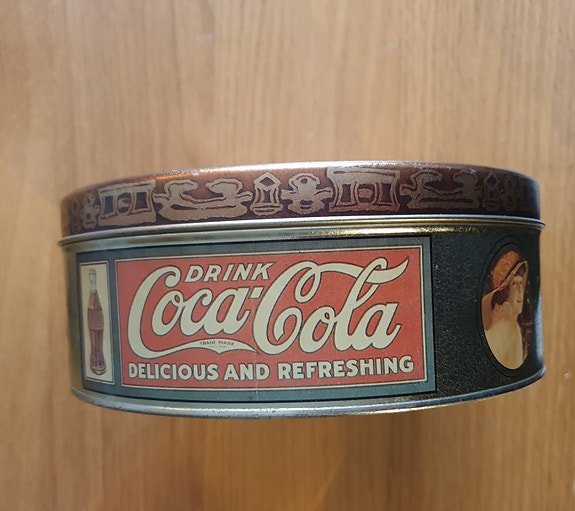 DRINK
Coca-Cola
TRADE MARK
DELICIOUS AND REFRESHING